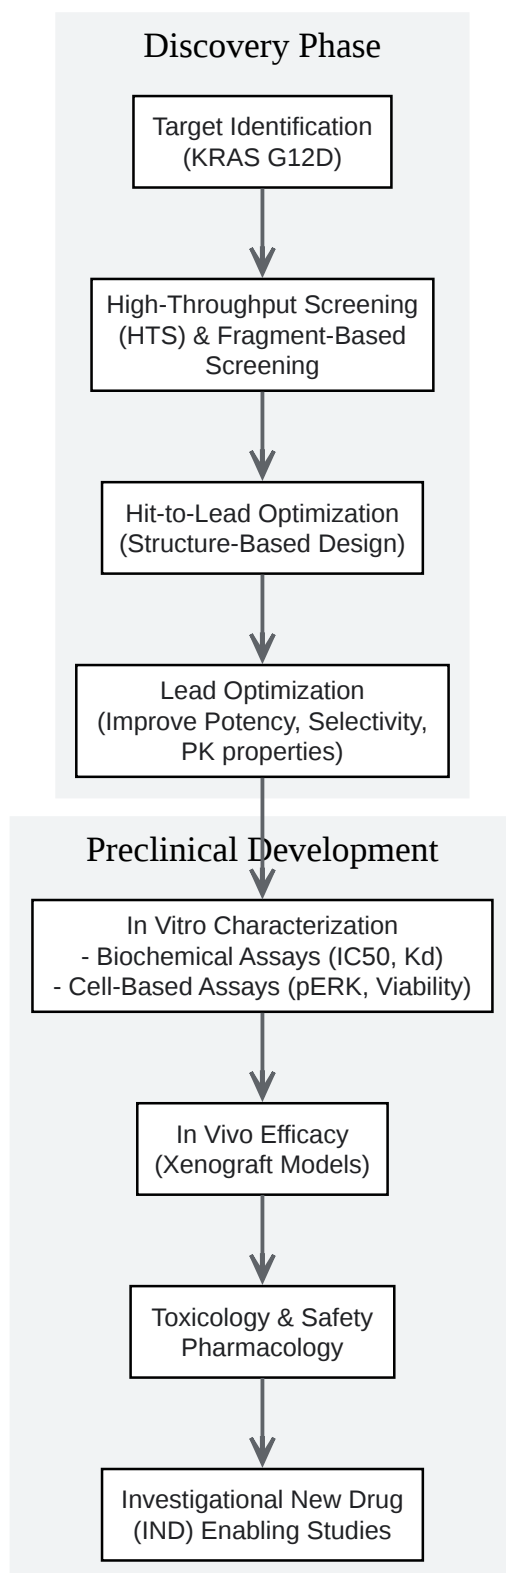 Discovery Phase
Target Identification
(KRAS G12D)
High-Throughput Screening
(HTS) & Fragment-Based
Screening
Hit-to-Lead Optimization
(Structure-Based Design)
Lead Optimization
(Improve Potency, Selectivity,
PK properties)
Preclinical Development
In Vitro Characterization
- Biochemical Assays (IC50, Kd)
- Cell-Based Assays (pERK, Viability)
In Vivo Efficacy
(Xenograft Models)
Toxicology & Safety
Pharmacology
Investigational New Drug
(IND) Enabling Studies